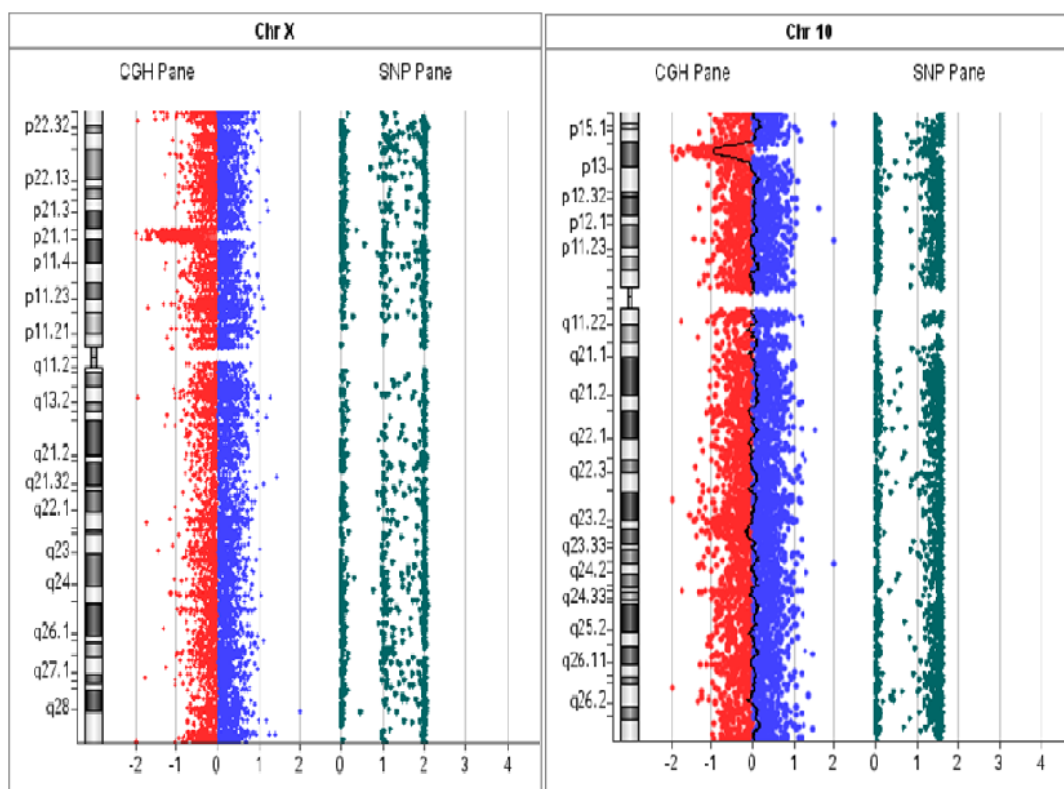 Chr X
CGH Pane
SNP Pane
p22.32
p22.13
p21.3
p21.1
p11.4
p11.23
p11.21
q11.2
q13.2
q21.2
q21.32
q22.1
q23
q24
q26.1
q27.1
q28
-2 -1 0 1 2 0 1 2 3 4
Chr 10
CGH Pane
SNP Pane
p15.1
p13
p12.32
p12.1
p11.23
q11.22
q21.1
q21.2
q22.1
q22.3
q23.2
q23.33
q24.2
q24.33
q25.2
q26.11
q26.2
-2 -1 0 1 2 0 1 2 3 4